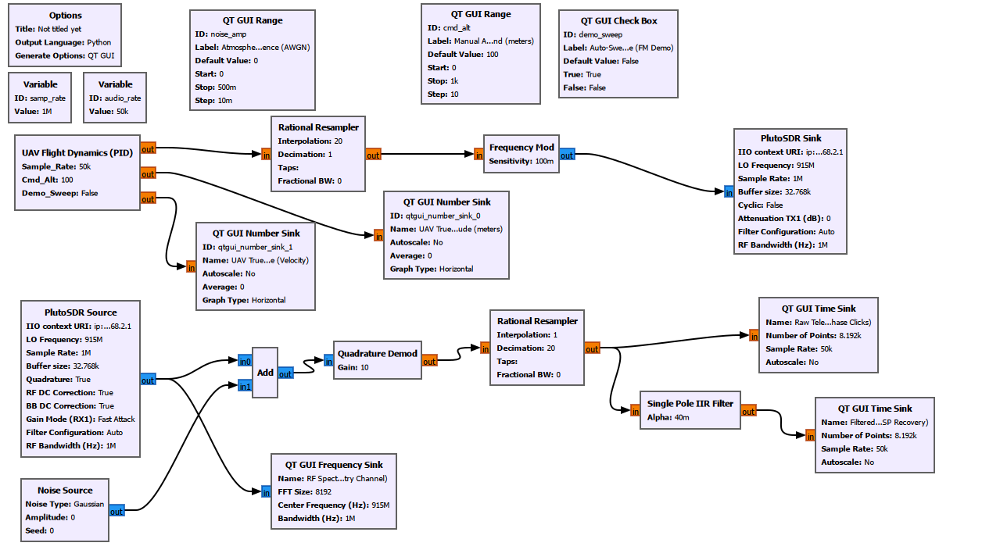 Options
Title: Not titled yet
Output Language: Python
Generate Options: QT GUI
Variable
ID: samp_rate
Value: 1M
Variable
ID: audio_rate
Value: 50k
QT GUI Range
ID: noise_amp
Label: Atmosphe...ence (AWGN)
Default Value: 0
Start: 0
Stop: 500m
Step: 10m
QT GUI Range
ID: cmd_alt
Label: Manual A...nd (meters)
Default Value: 100
Start: 0
Stop: 1k
Step: 10
QT GUI Check Box
ID: demo_sweep
Label: Auto-Swe...e (FM Demo)
Default Value: False
True: True
False: False
UAV Flight Dynamics (PID)
Sample_Rate: 50k
Cmd_Alt: 100
Demo_Sweep: False
out
out
out
Rational Resampler
Interpolation: 20
Decimation: 1
Taps:
Fractional BW: 0
in
out
Frequency Mod
Sensitivity: 100m
in
out
PlutoSDR Sink
IIO context URI: ip:...68.2.1
LO Frequency: 915M
Sample Rate: 1M
Buffer size: 32.768k
Cyclic: False
Attenuation TX1 (dB): 0
Filter Configuration: Auto
RF Bandwidth (Hz): 1M
in
QT GUI Number Sink
ID: qtgui_number_sink_0
Name: UAV True...ude (meters)
Autoscale: No
Average: 0
Graph Type: Horizontal
in
QT GUI Number Sink
ID: qtgui_number_sink_1
Name: UAV True...e (Velocity)
Autoscale: No
Average: 0
Graph Type: Horizontal
in
PlutoSDR Source
IIO context URI: ip:...68.2.1
LO Frequency: 915M
Sample Rate: 1M
Buffer size: 32.768k
Quadrature: True
RF DC Correction: True
BB DC Correction: True
Gain Mode (RX1): Fast Attack
Filter Configuration: Auto
RF Bandwidth (Hz): 1M
out
Noise Source
Noise Type: Gaussian
Amplitude: 0
Seed: 0
out
Add
in0
in1
out
Quadrature Demod
Gain: 10
in
out
Rational Resampler
Interpolation: 1
Decimation: 20
Taps:
Fractional BW: 0
in
out
QT GUI Time Sink
Name: Raw Tele...hase Clicks)
Number of Points: 8.192k
Sample Rate: 50k
Autoscale: No
in
Single Pole IIR Filter
Alpha: 40m
in
out
QT GUI Time Sink
Name: Filtered...SP Recovery)
Number of Points: 8.192k
Sample Rate: 50k
Autoscale: No
in
QT GUI Frequency Sink
Name: RF Spect...try Channel)
FFT Size: 8192
Center Frequency (Hz): 915M
Bandwidth (Hz): 1M
in